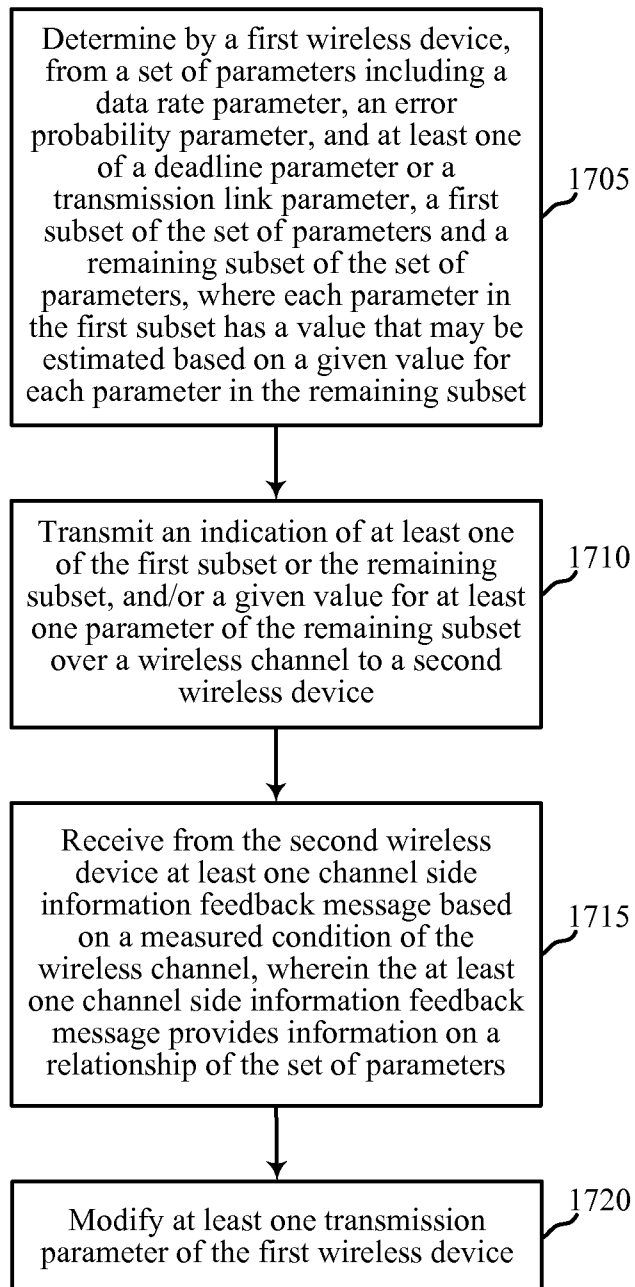 Determine by a first wireless device,
from a set of parameters including a
data rate parameter, an error
probability parameter, and at least one
of a deadline parameter or a
transmission link parameter, a first
subset of the set of parameters and a
remaining subset of the set of
parameters, where each parameter in
the first subset has a value that may be
estimated based on a given value for
each parameter in the remaining subset
1705
Transmit an indication of at least one
of the first subset or the remaining
subset, and/or a given value for at least
one parameter of the remaining subset
over a wireless channel to a second
wireless device
1710
Receive from the second wireless
device at least one channel side
information feedback message based
on a measured condition of the
wireless channel, wherein the at least
one channel side information feedback
message provides information on a
relationship of the set of parameters
1715
Modify at least one transmission
parameter of the first wireless device
1720